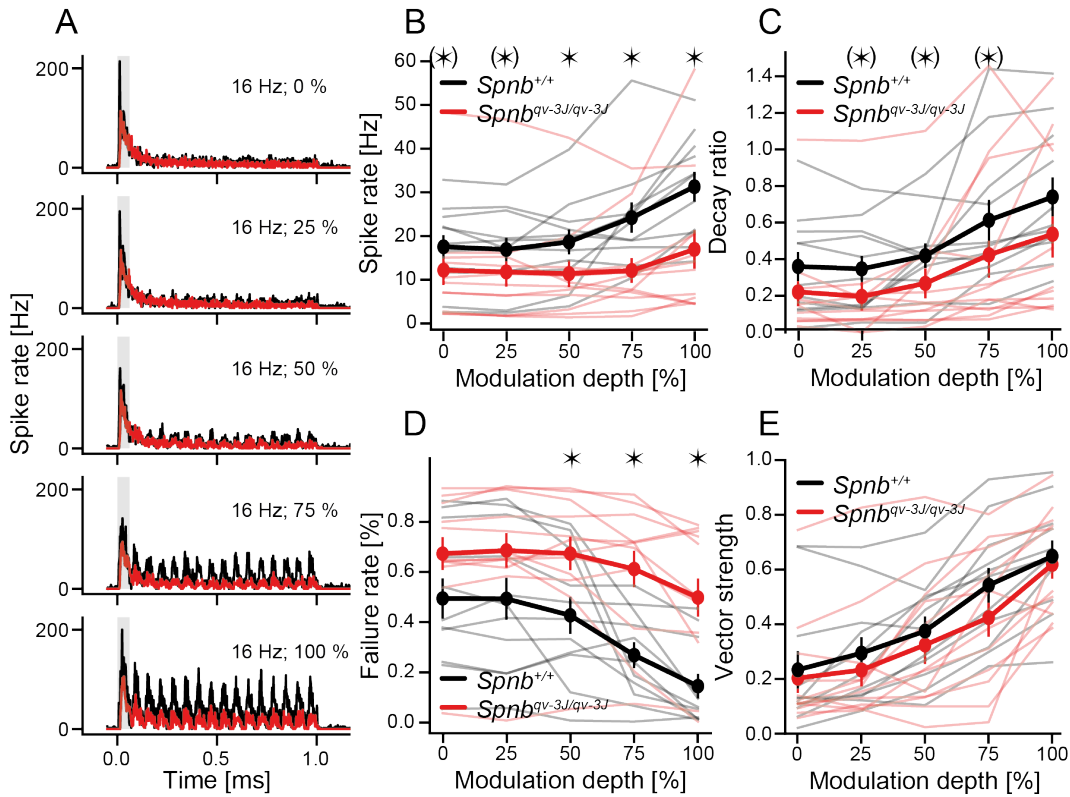 A
200
0
16 Hz; 0 %
200
0
16 Hz; 25 %
200
0
16 Hz; 50 %
200
0
16 Hz; 75 %
200
0
16 Hz; 100 %
Spike rate [Hz]
0.0 0.5 1.0
Time [ms]
B
(✶) (✶) ✶ ✶ ✶
Spnb+/+
Spnbqv-3J/qv-3J
60
50
40
30
20
10
0
Spike rate [Hz]
0 25 50 75 100
Modulation depth [%]
C
(✶) (✶) (✶)
Spnb+/+
Spnbqv-3J/qv-3J
1.4
1.2
1.0
0.8
0.6
0.4
0.2
0.0
Decay ratio
0 25 50 75 100
Modulation depth [%]
D
✶ ✶ ✶
0.8
0.6
0.4
0.2
0.0
Failure rate [%]
Spnb+/+
Spnbqv-3J/qv-3J
0 25 50 75 100
Modulation depth [%]
E
Spnb+/+
Spnbqv-3J/qv-3J
1.0
0.8
0.6
0.4
0.2
0.0
Vector strength
0 25 50 75 100
Modulation depth [%]